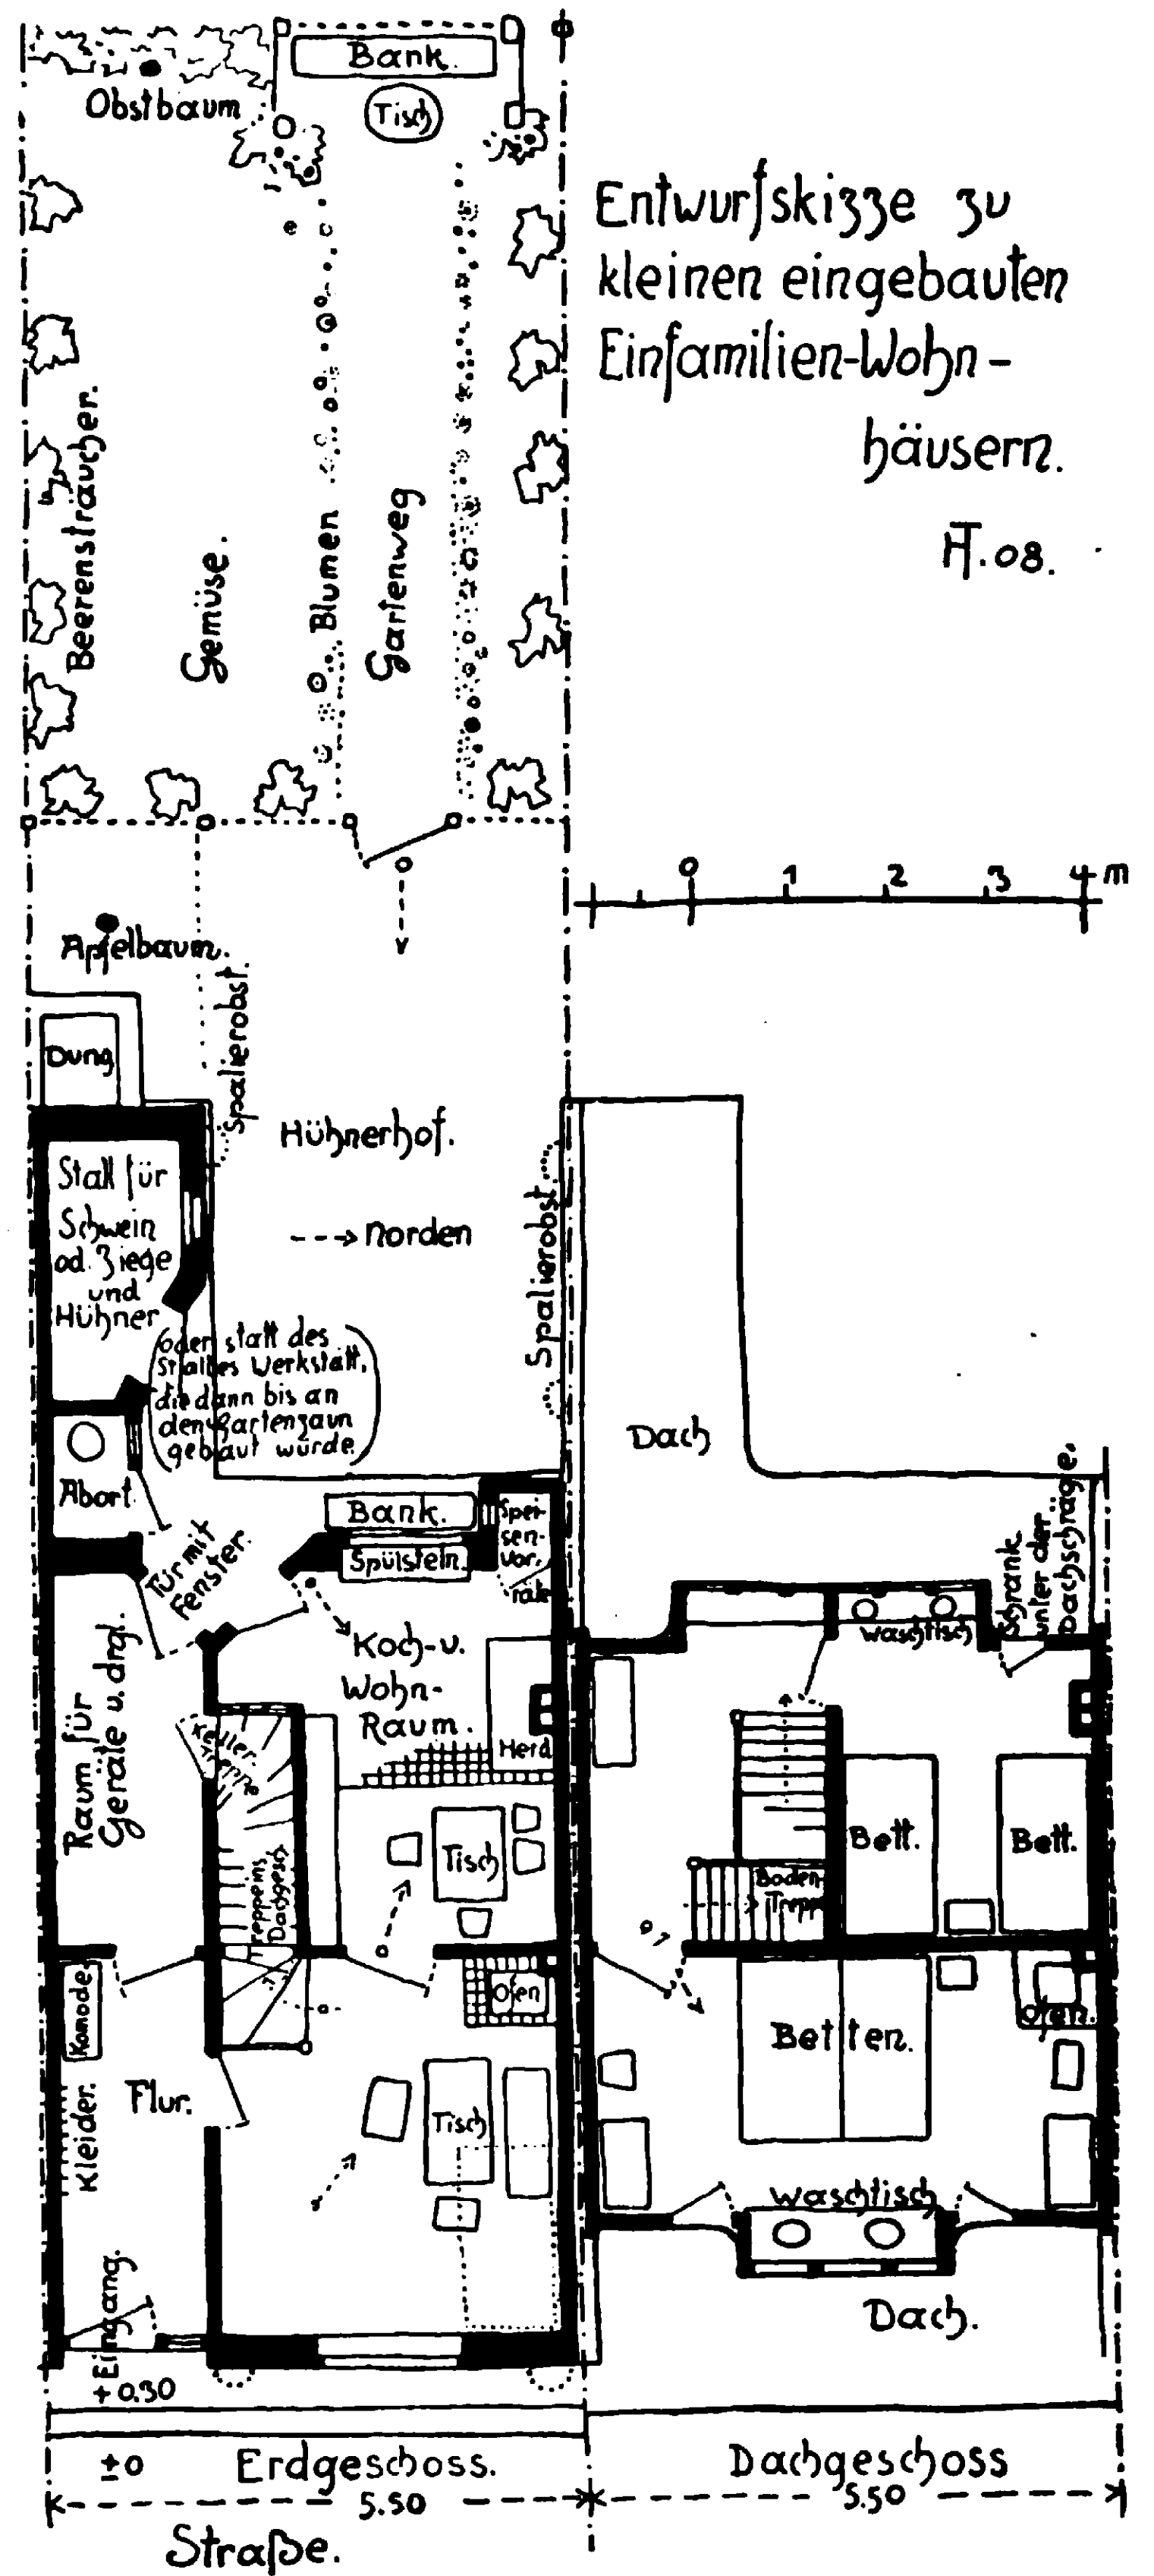 Bank.
Tisch
Obstbaum
Entwurfskizze zu
kleinen eingebauten
Einfamilien-Wohn-
häusern.
HT.08.
Beerensträucher.
Gemüse.
Blumen
Gartenweg
0 1 2 3 4 m
Apfelbaum.
Spalierobst.
Dung
Hühnerhof.
Stall für
Schwein
od. Ziege
und
Hühner
Norden
Spalierobst.
(oder statt des
Stalles Werkstatt,
die dann bis an
den Gartenzaun
gebaut würde.)
Dach
Abort.
Tür mit
Fenster.
Bank.
Spülstein.
Spei-
sen-
vor-
räte
Schrank
unter der
Dachschräge.
Waschtisch
Raum für
Geräte u. drgl.
Koch-u.
Wohn-
Raum.
Herd
Keller-
treppe
Tisch
Treppe ins
Dachgesch.
Bett.
Bett.
Boden-
Treppe
Komode
Ofen
Betten.
Ofen.
Flur.
Kleider.
Tisch
Waschtisch
Eingang.
Dach.
+0.30
±0
Erdgeschoss.
Dachgeschoss
5.50
5.50
Straße.